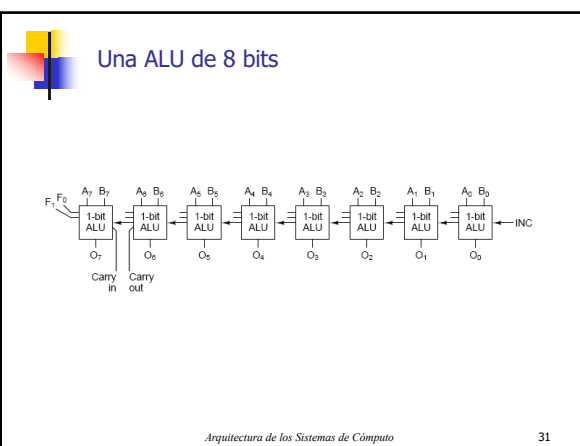 Una ALU de 8 bits
A₇ B₇ A₆ B₆ A₅ B₅ A₄ B₄ A₃ B₃ A₂ B₂ A₁ B₁ A₀ B₀
F₁ F₀
1-bit 1-bit 1-bit 1-bit 1-bit 1-bit 1-bit 1-bit
ALU ALU ALU ALU ALU ALU ALU ALU INC
O₇ O₆ O₅ O₄ O₃ O₂ O₁ O₀
Carry Carry
in out
Arquitectura de los Sistemas de Cómputo 31